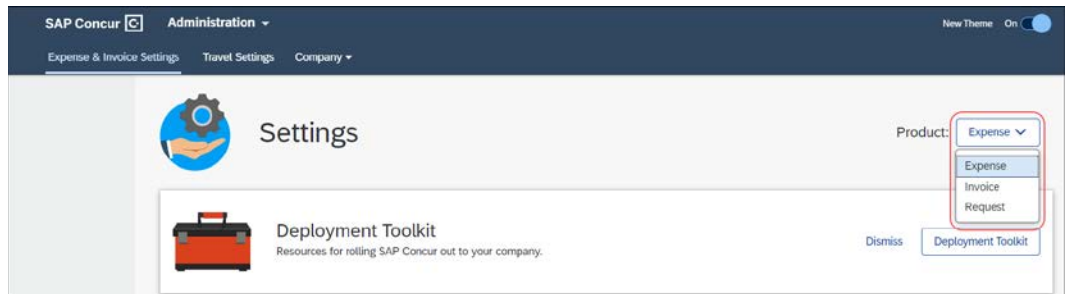 SAP Concur C Administration New Theme On
Expense & Invoice Settings Travel Settings Company
Settings
Product: Expense
Expense
Invoice
Request
Deployment Toolkit
Resources for rolling SAP Concur out to your company.
Dismiss Deployment Toolkit